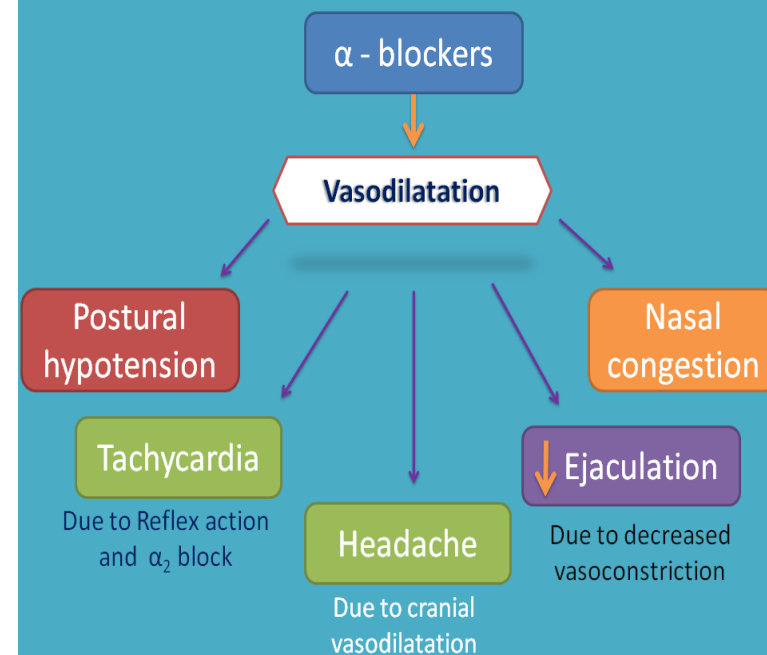 α - blockers
Vasodilatation
Postural
hypotension
Nasal
congestion
Tachycardia
Due to Reflex action
and α₂ block
Headache
Due to cranial
vasodilatation
Ejaculation
Due to decreased
vasoconstriction